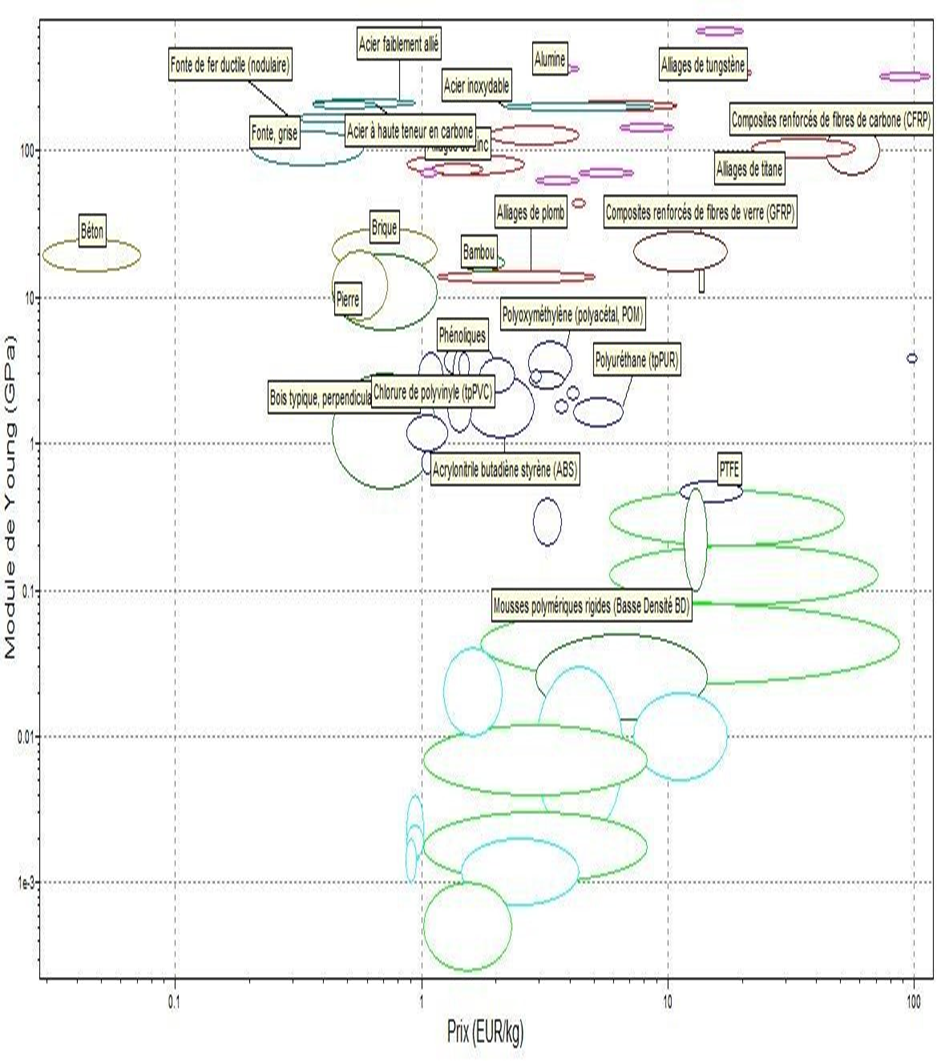 Acier faiblement allié
Fonte de fer ductile (nodulaire)
Alumine
Alliages de tungstène
Acier inoxydable
Composites renforcés de fibres de carbone (CFRP)
Fonte, grise
Acier à haute teneur en carbone
100
Alliages de titane
Alliages de plomb
Composites renforcés de fibres de verre (GFRP)
Béton
Brique
Bambou
Pierre
10
Polyoxyméthylène (polyacétal, POM)
Phénoliques
Polyuréthane (tpPUR)
Module de Young (GPa)
Bois typique, perpendicula
Chlorure de polyvinyle (tpPVC)
1
Acrylonitrile butadiène styrène (ABS)
PTFE
0.1
Mousses polymériques rigides (Basse Densité BD)
0.01
1e-3
0.1
1
10
100
Prix (EUR/kg)